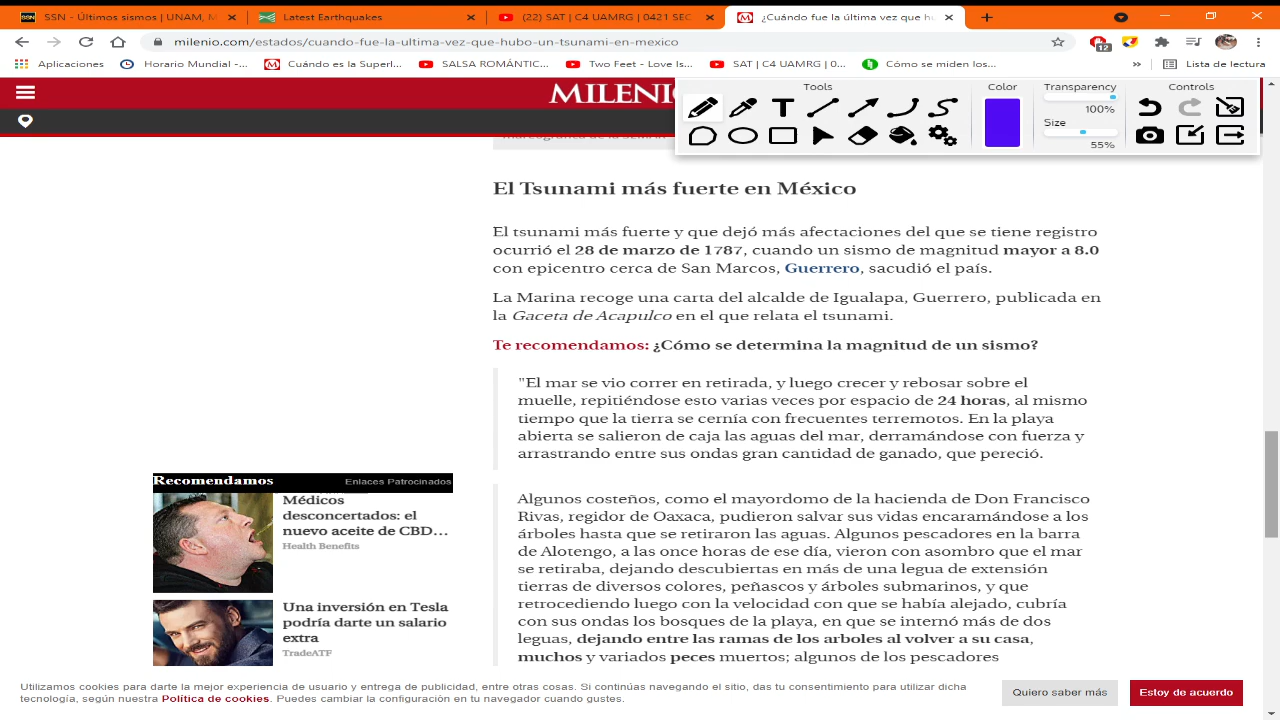 SSN - Últimos sismos | UNAM, M
Latest Earthquakes
(22) SAT | C4 UAMRG | 0421 SEC
¿Cuándo fue la última vez que hu
milenio.com/estados/cuando-fue-la-ultima-vez-que-hubo-un-tsunami-en-mexico
12
Aplicaciones
Horario Mundial -...
Cuándo es la Superl...
SALSA ROMÁNTIC...
Two Feet - Love Is...
SAT | C4 UAMRG | 0...
Cómo se miden los...
»
Lista de lectura
MILENIO
Tools
Color
Transparency
Controls
100%
Size
55%
El Tsunami más fuerte en México
El tsunami más fuerte y que dejó más afectaciones del que se tiene registro
ocurrió el 28 de marzo de 1787, cuando un sismo de magnitud mayor a 8.0
con epicentro cerca de San Marcos, Guerrero, sacudió el país.
La Marina recoge una carta del alcalde de Igualapa, Guerrero, publicada en
la Gaceta de Acapulco en el que relata el tsunami.
Te recomendamos: ¿Cómo se determina la magnitud de un sismo?
"El mar se vio correr en retirada, y luego crecer y rebosar sobre el
muelle, repitiéndose esto varias veces por espacio de 24 horas, al mismo
tiempo que la tierra se cernía con frecuentes terremotos. En la playa
abierta se salieron de caja las aguas del mar, derramándose con fuerza y
arrastrando entre sus ondas gran cantidad de ganado, que pereció.
Algunos costeños, como el mayordomo de la hacienda de Don Francisco
Rivas, regidor de Oaxaca, pudieron salvar sus vidas encaramándose a los
árboles hasta que se retiraron las aguas. Algunos pescadores en la barra
de Alotengo, a las once horas de ese día, vieron con asombro que el mar
se retiraba, dejando descubiertas en más de una legua de extensión
tierras de diversos colores, peñascos y árboles submarinos, y que
retrocediendo luego con la velocidad con que se había alejado, cubría
con sus ondas los bosques de la playa, en que se internó más de dos
leguas, dejando entre las ramas de los arboles al volver a su casa,
muchos y variados peces muertos; algunos de los pescadores
Recomendamos
Enlaces Patrocinados
Médicos
desconcertados: el
nuevo aceite de CBD...
Health Benefits
Una inversión en Tesla
podría darte un salario
extra
TradeATF
Utilizamos cookies para darte la mejor experiencia de usuario y entrega de publicidad, entre otras cosas. Si continúas navegando el sitio, das tu consentimiento para utilizar dicha
tecnología, según nuestra Política de cookies. Puedes cambiar la configuración en tu navegador cuando gustes.
Quiero saber más
Estoy de acuerdo